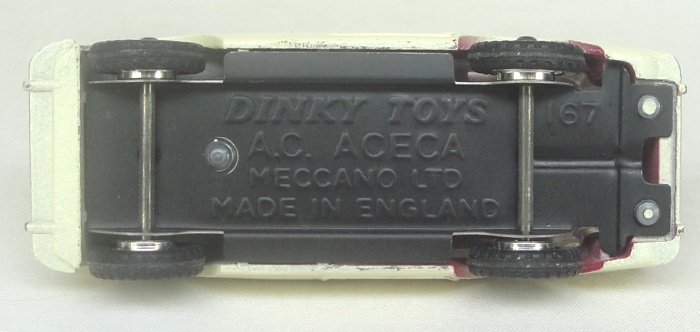 DINKY TOYS 167
A.C. ACECA
MECCANO LTD
MADE IN ENGLAND